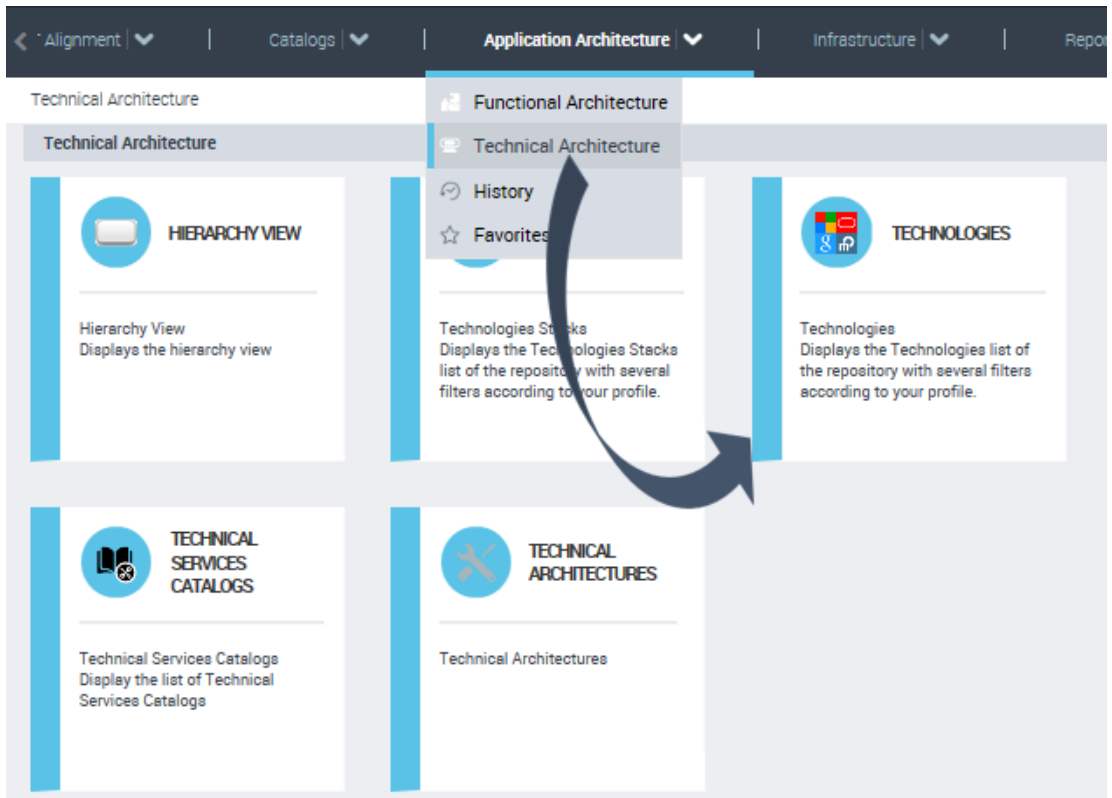 Alignment
Catalogs
Application Architecture
Infrastructure
Repor
Technical Architecture
Functional Architecture
Technical Architecture
Technical Architecture
History
Favorites
HIERARCHY VIEW
TECHNOLOGIES
Hierarchy View
Displays the hierarchy view
Technologies Stacks
Displays the Technologies Stacks
list of the repository with several
filters according to your profile.
Technologies
Displays the Technologies list of
the repository with several filters
according to your profile.
TECHNICAL
SERVICES
CATALOGS
TECHNICAL
ARCHITECTURES
Technical Services Catalogs
Display the list of Technical
Services Catalogs
Technical Architectures